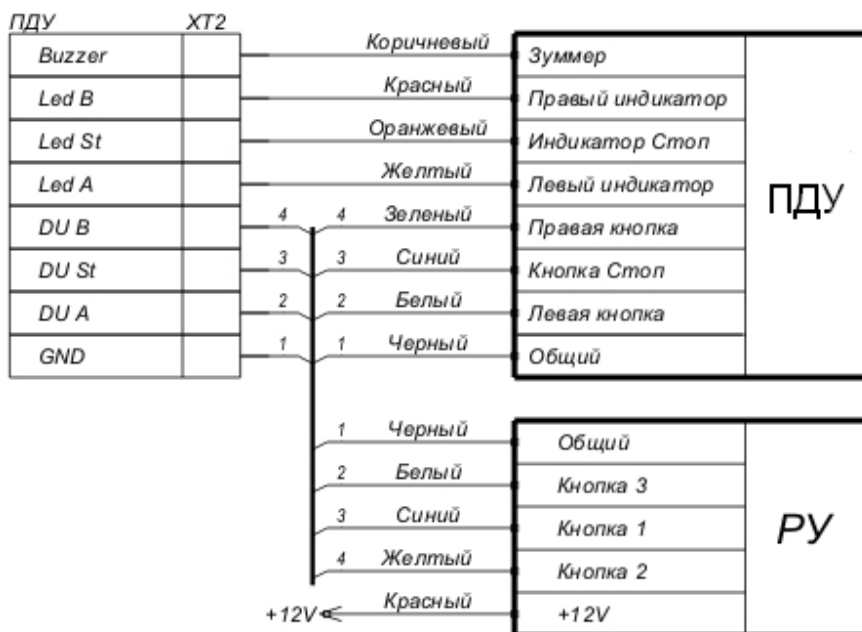 ПДУ XT2
Buzzer Коричневый Зуммер
Led B Красный Правый индикатор
Led St Оранжевый Индикатор Стоп
Led A Желтый Левый индикатор
ПДУ
DU B 4 4 Зеленый Правая кнопка
DU St 3 3 Синий Кнопка Стоп
DU A 2 2 Белый Левая кнопка
GND 1 1 Черный Общий
1 Черный Общий
2 Белый Кнопка 3
3 Синий Кнопка 1
РУ
4 Желтый Кнопка 2
+12V Красный +12V